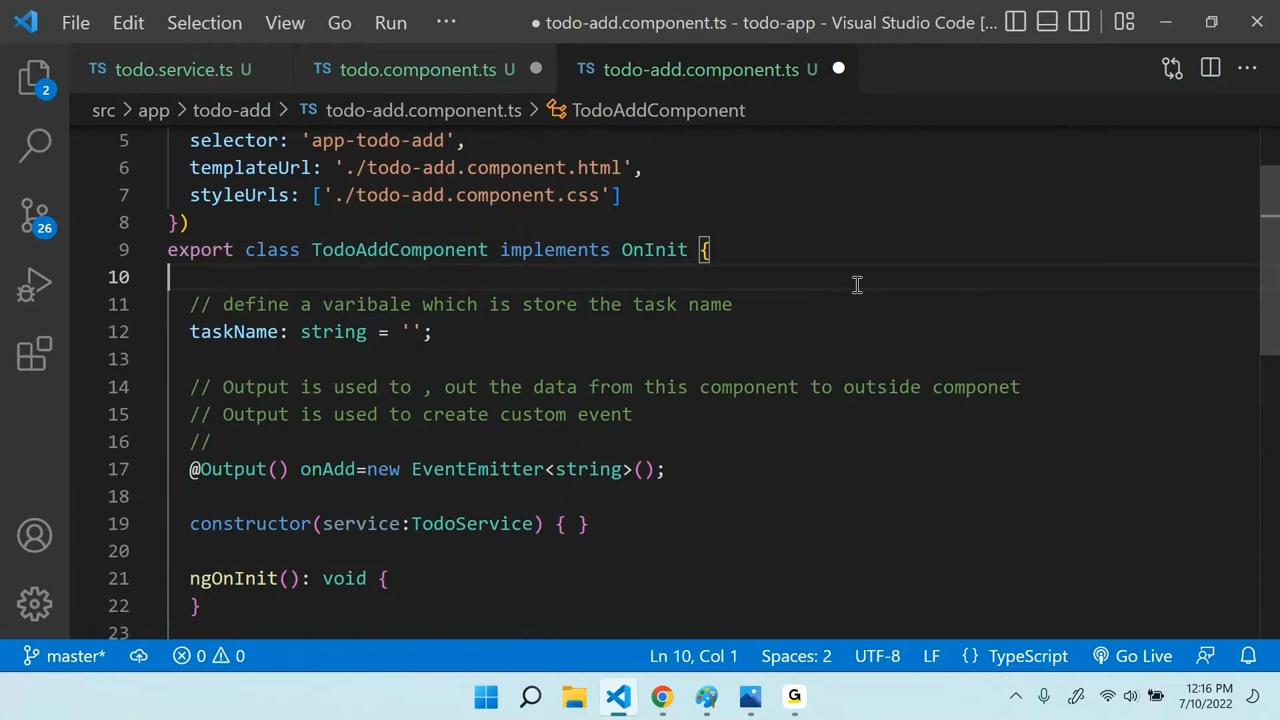 File Edit Selection View Go Run ··· ● todo-add.component.ts - todo-app - Visual Studio Code [...
TS todo.service.ts U TS todo.component.ts U TS todo-add.component.ts U
src > app > todo-add > TS todo-add.component.ts > TodoAddComponent
5 selector: 'app-todo-add',
6 templateUrl: './todo-add.component.html',
7 styleUrls: ['./todo-add.component.css']
8 })
9 export class TodoAddComponent implements OnInit {
10
11 // define a varibale which is store the task name
12 taskName: string = '';
13
14 // Output is used to , out the data from this component to outside componet
15 // Output is used to create custom event
16 //
17 @Output() onAdd=new EventEmitter<string>();
18
19 constructor(service:TodoService) { }
20
21 ngOnInit(): void {
22 }
23
2
26
master* 0 0 Ln 10, Col 1 Spaces: 2 UTF-8 LF {} TypeScript Go Live
G
12:16 PM
7/10/2022